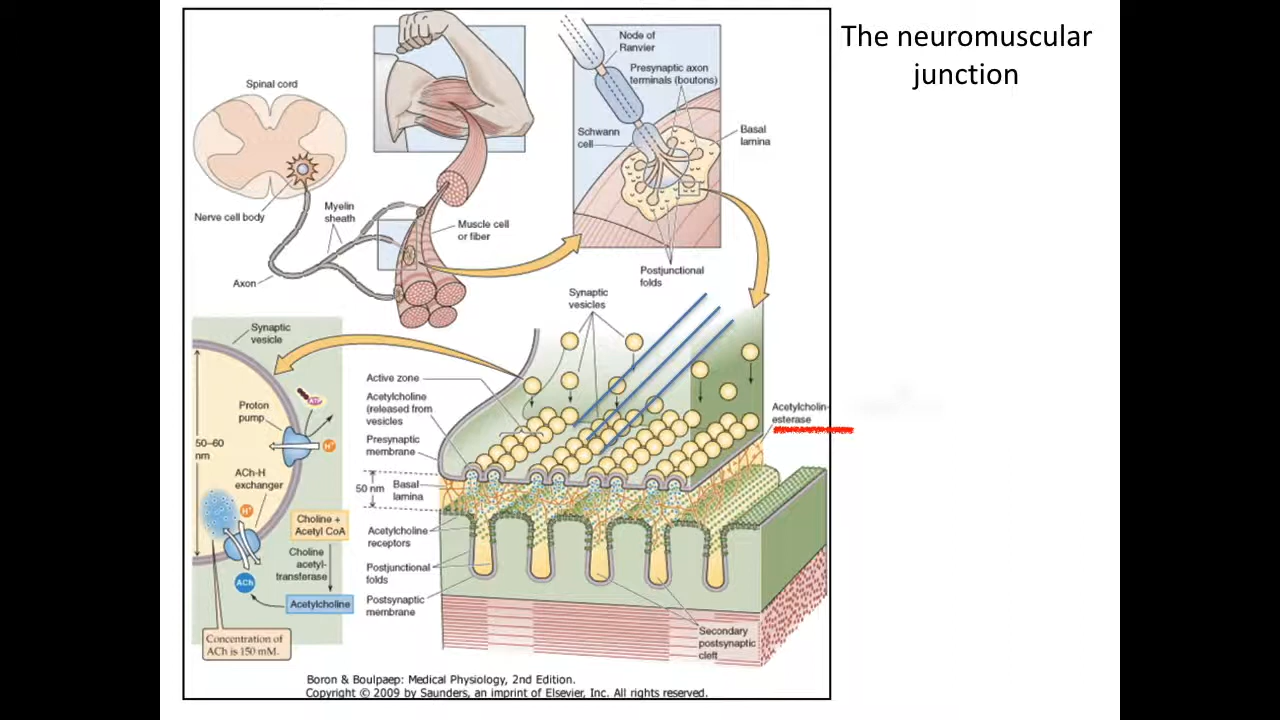 The neuromuscular
junction
Spinal cord
Nerve cell body
Myelin
sheath
Axon
Muscle cell
or fiber
Node of
Ranvier
Presynaptic axon
terminals (boutons)
Schwann
cell
Basal
lamina
Postjunctional
folds
Synaptic
vesicles
Synaptic
vesicle
Proton
pump
H+
50–60
nm
ACh-H
exchanger
H+
Choline +
Acetyl CoA
Choline
acetyl-
transferase
ACh
Acetylcholine
Concentration of
ACh is 150 mM.
Active zone
Acetylcholine
(released from
vesicles
Presynaptic
membrane
50 nm
Basal
lamina
Acetylcholine
receptors
Postjunctional
folds
Postsynaptic
membrane
Acetylcholin-
esterase
Secondary
postsynaptic
cleft
Boron & Boulpaep: Medical Physiology, 2nd Edition.
Copyright © 2009 by Saunders, an imprint of Elsevier, Inc. All rights reserved.